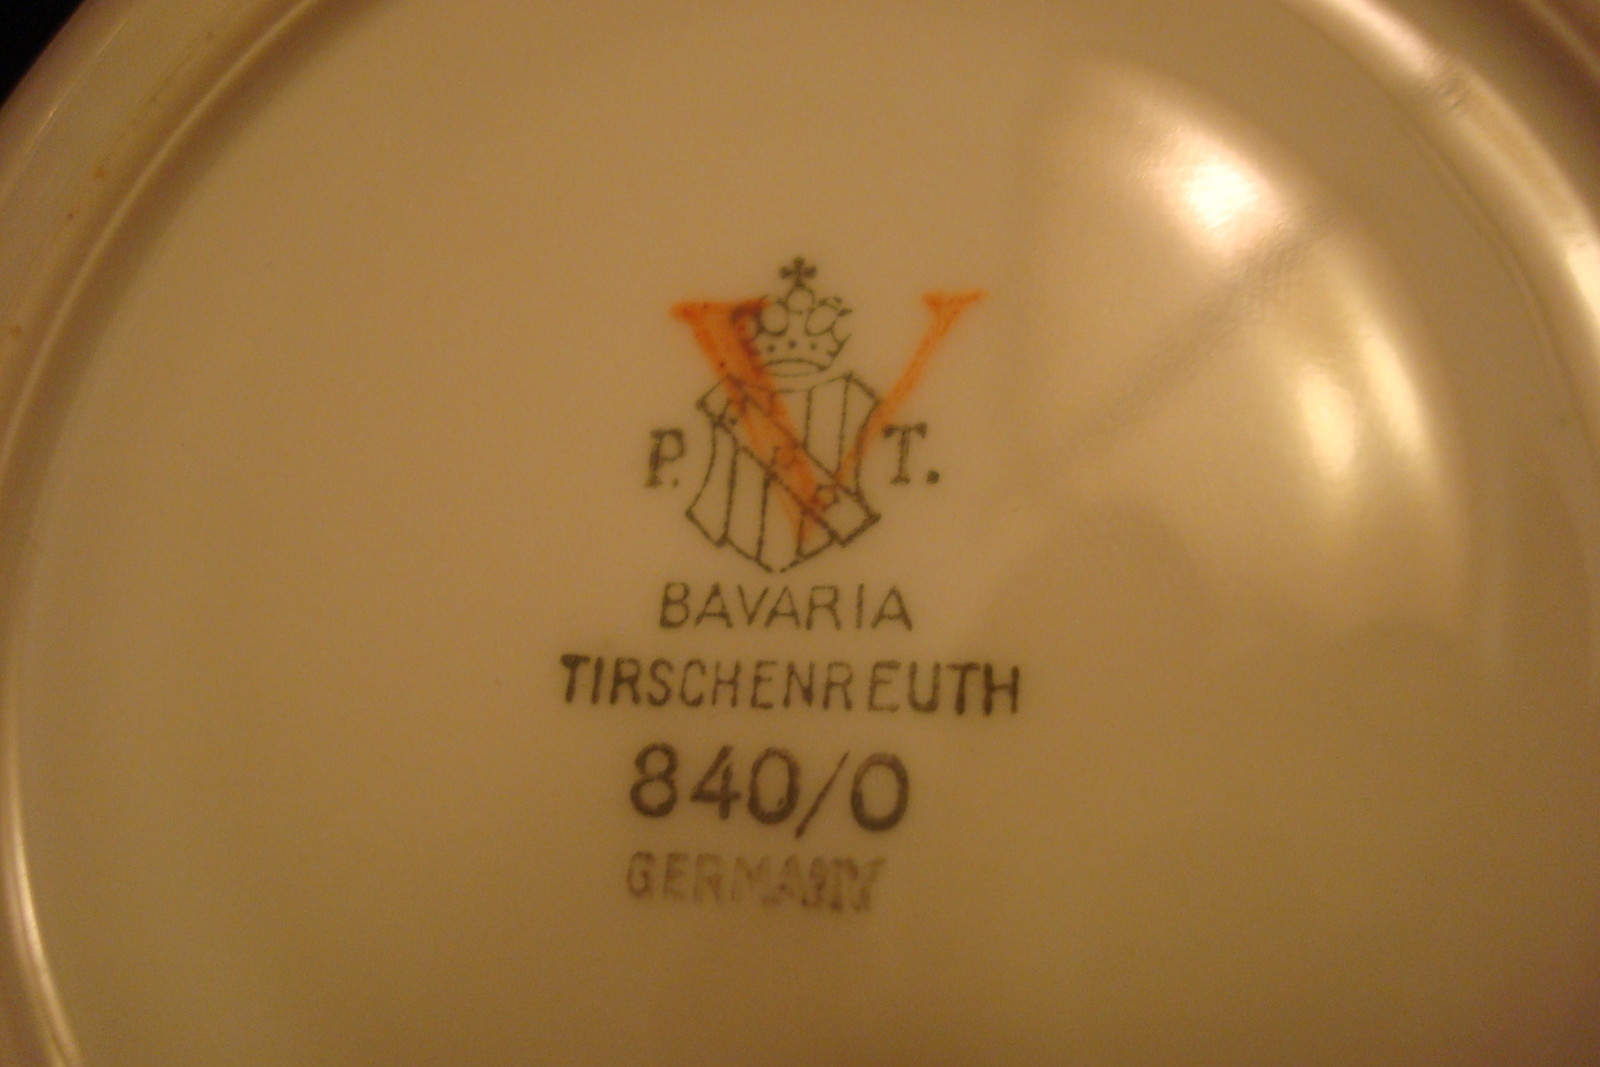 V
P. T.
BAVARIA
TIRSCHENREUTH
840/0
GERMANY